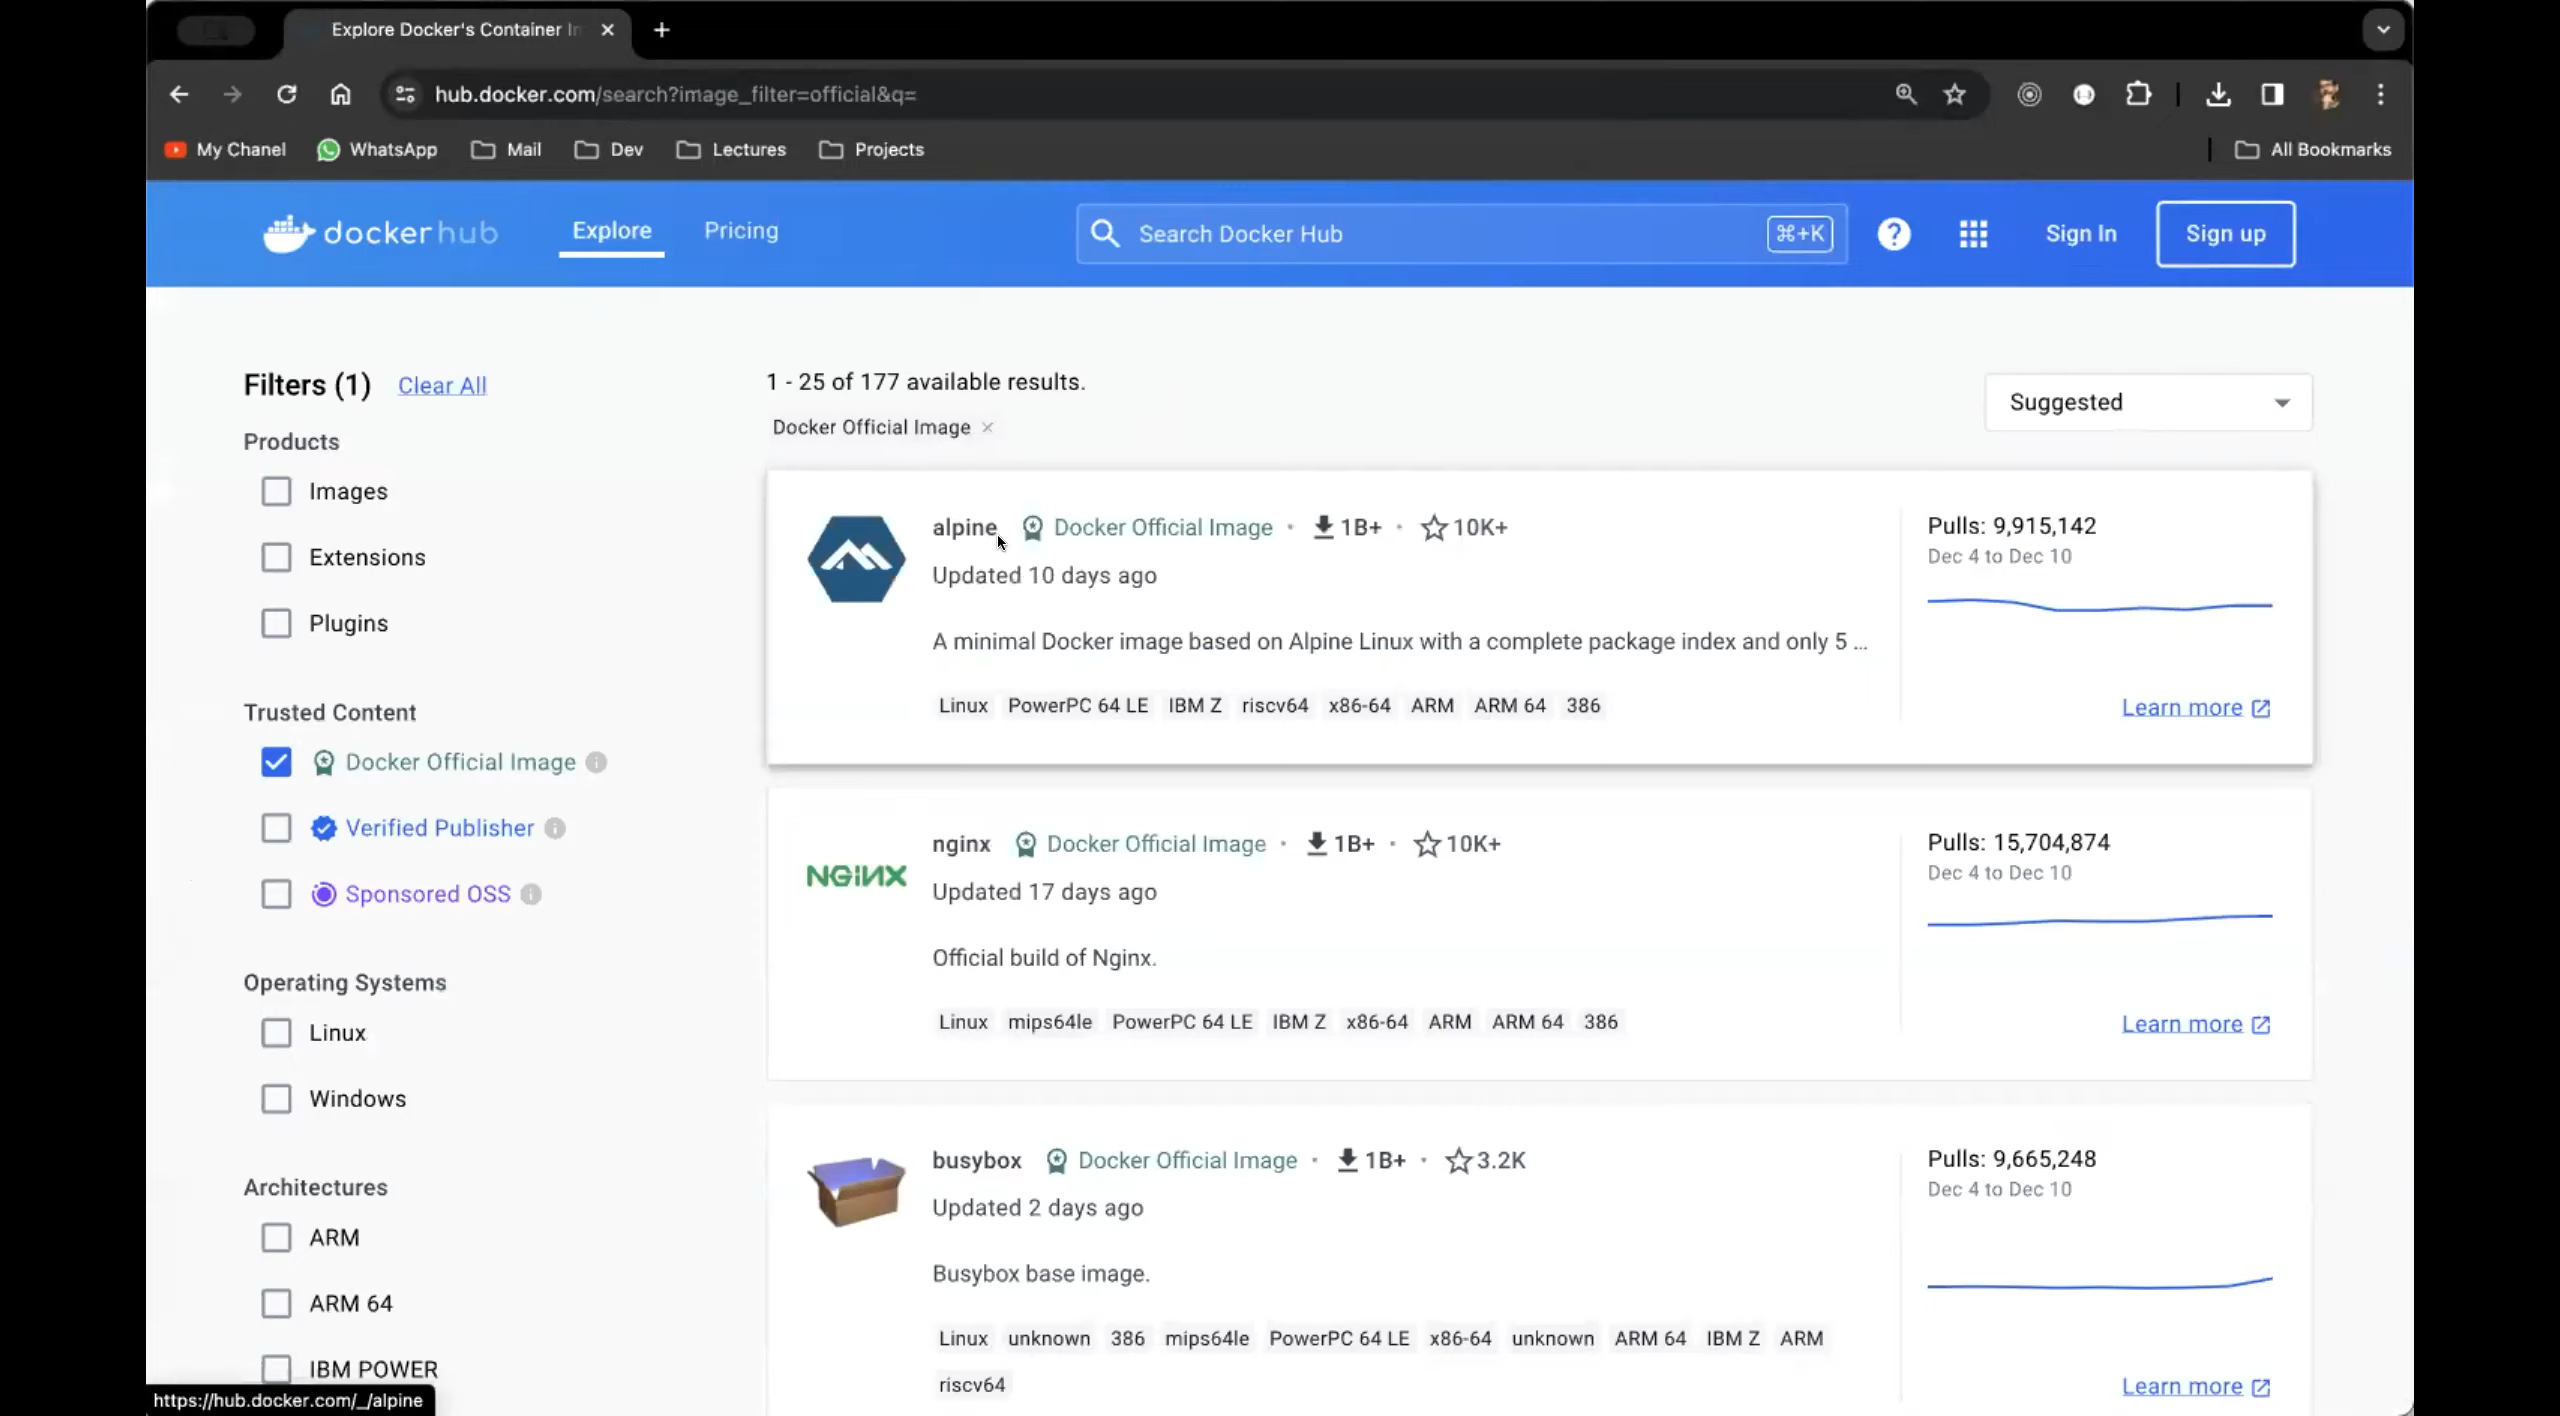 Explore Docker's Container In
hub.docker.com/search?image_filter=official&q=
My Chanel
WhatsApp
Mail
Dev
Lectures
Projects
All Bookmarks
dockerhub
Explore
Pricing
Search Docker Hub
⌘+K
?
Sign In
Sign up
Filters (1)
Clear All
Products
Images
Extensions
Plugins
Trusted Content
Docker Official Image
Verified Publisher
Sponsored OSS
Operating Systems
Linux
Windows
Architectures
ARM
ARM 64
IBM POWER
https://hub.docker.com/_/alpine
1 - 25 of 177 available results.
Docker Official Image ×
Suggested
alpine Docker Official Image • 1B+ • 10K+
Updated 10 days ago
A minimal Docker image based on Alpine Linux with a complete package index and only 5 ...
Linux PowerPC 64 LE IBM Z riscv64 x86-64 ARM ARM 64 386
Pulls: 9,915,142
Dec 4 to Dec 10
Learn more
NGINX
nginx Docker Official Image • 1B+ • 10K+
Updated 17 days ago
Official build of Nginx.
Linux mips64le PowerPC 64 LE IBM Z x86-64 ARM ARM 64 386
Pulls: 15,704,874
Dec 4 to Dec 10
Learn more
busybox Docker Official Image • 1B+ • 3.2K
Updated 2 days ago
Busybox base image.
Linux unknown 386 mips64le PowerPC 64 LE x86-64 unknown ARM 64 IBM Z ARM
riscv64
Pulls: 9,665,248
Dec 4 to Dec 10
Learn more